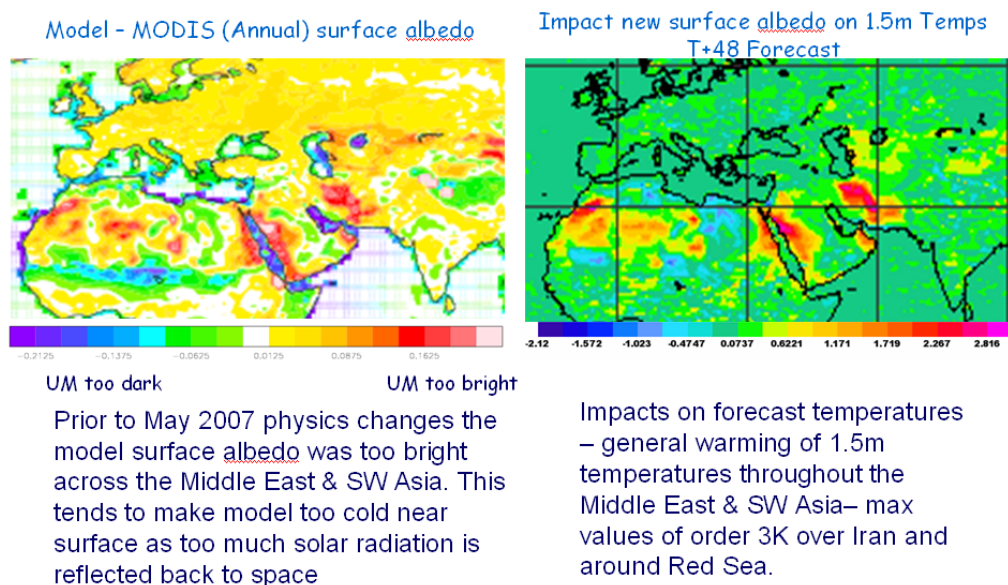 Model – MODIS (Annual) surface albedo
Impact new surface albedo on 1.5m Temps
T+48 Forecast
-0.2125 -0.1375 -0.0625 0.0125 0.0875 0.1625
-2.12 -1.572 -1.023 -0.4747 0.0737 0.6221 1.171 1.719 2.267 2.816
UM too dark
UM too bright
Prior to May 2007 physics changes the
model surface albedo was too bright
across the Middle East & SW Asia. This
tends to make model too cold near
surface as too much solar radiation is
reflected back to space
Impacts on forecast temperatures
– general warming of 1.5m
temperatures throughout the
Middle East & SW Asia– max
values of order 3K over Iran and
around Red Sea.